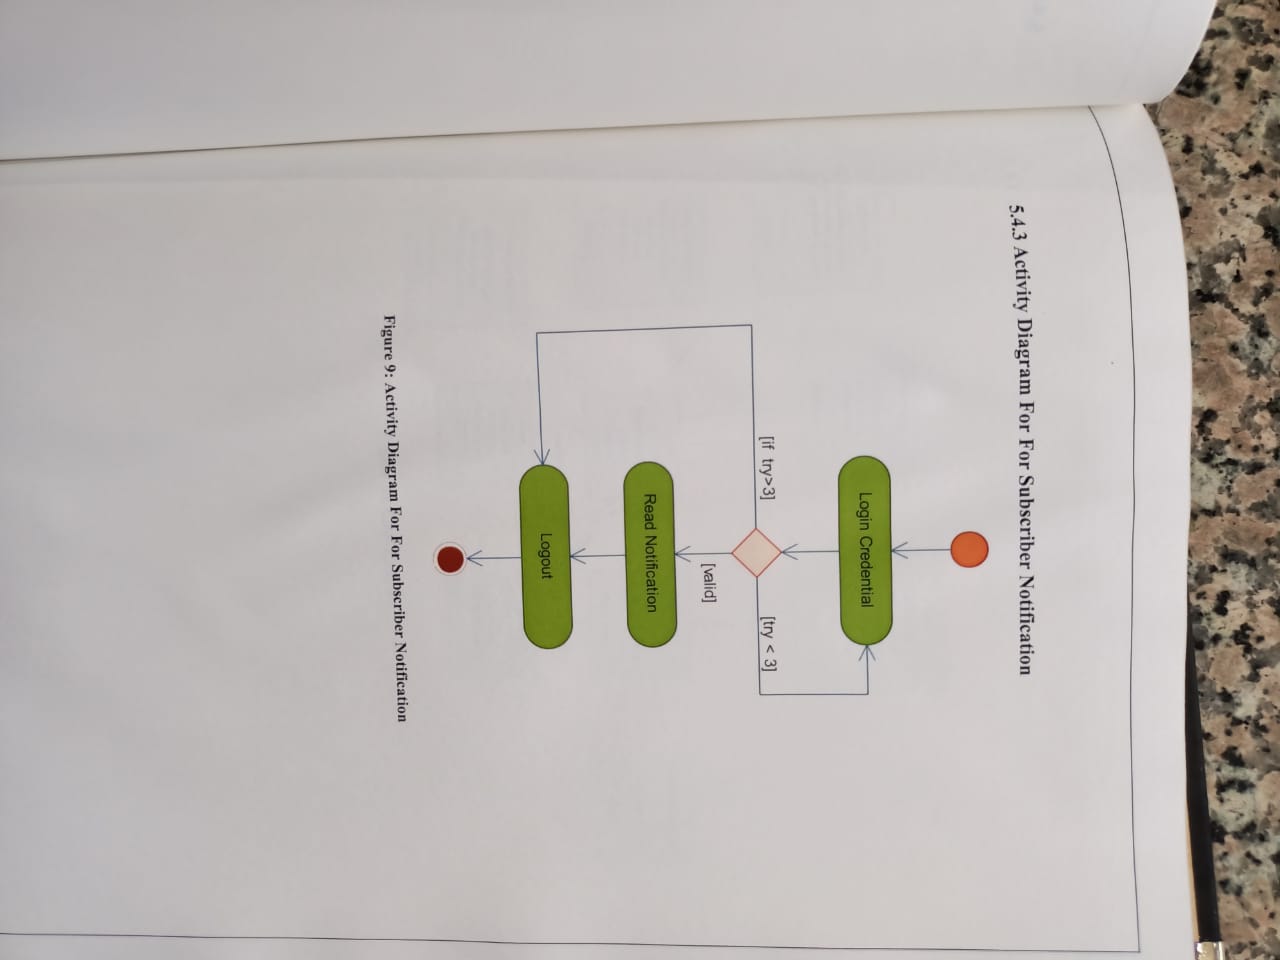 5.4.3 Activity Diagram For For Subscriber Notification
Login Credential
[if try>3]
[try < 3]
[valid]
Read Notification
Logout
Figure 9: Activity Diagram For For Subscriber Notification